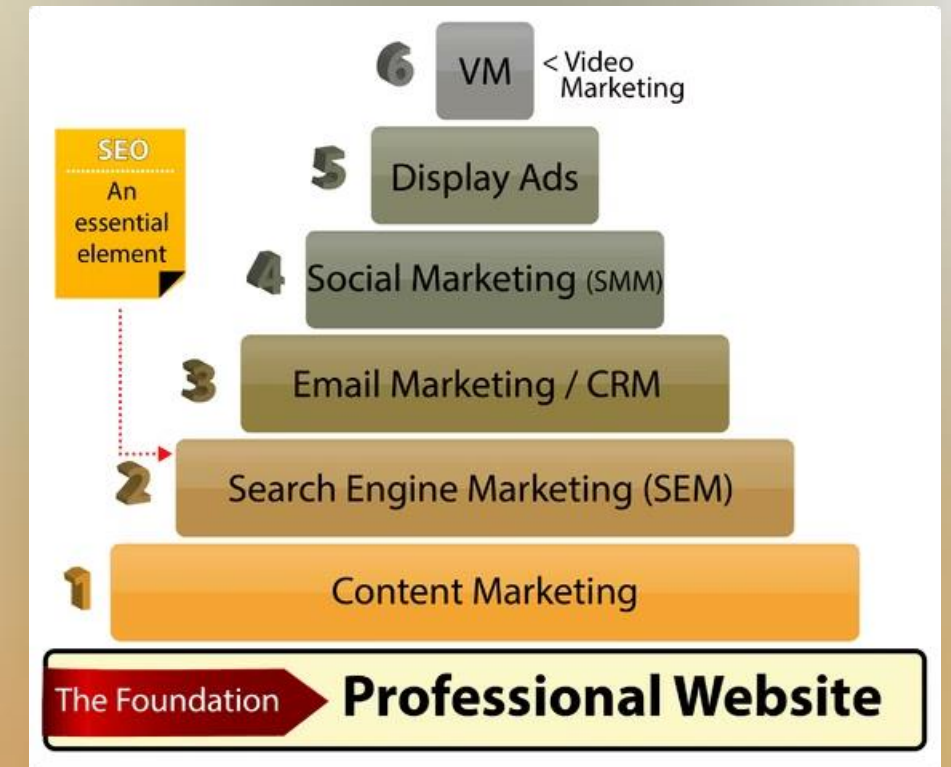 6 VM < Video
Marketing
SEO
An
essential
element
5 Display Ads
4 Social Marketing (SMM)
3 Email Marketing / CRM
2 Search Engine Marketing (SEM)
1 Content Marketing
The Foundation Professional Website